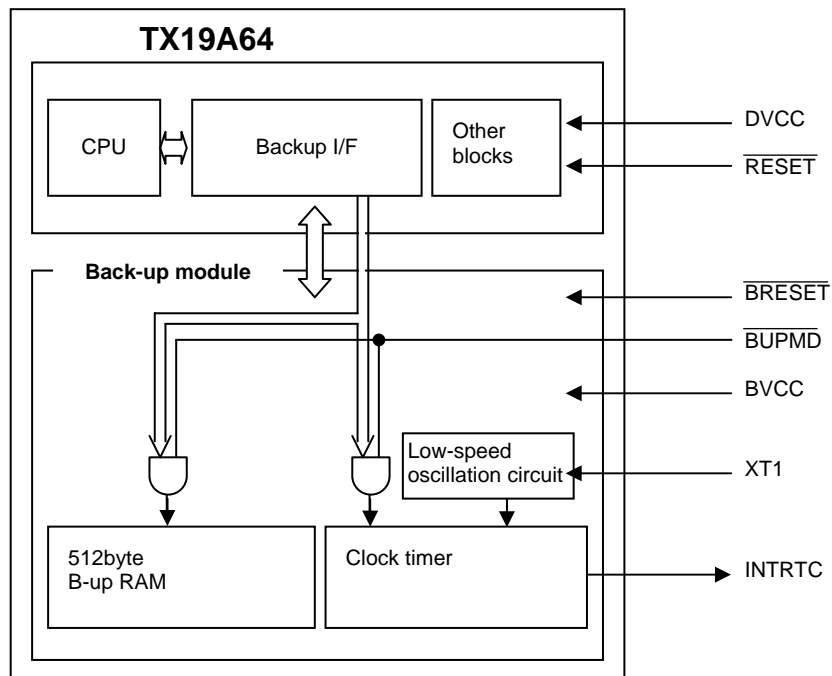 TX19A64
CPU
Backup I/F
Other
blocks
DVCC
RESET
Back-up module
BRESET
BUPMD
BVCC
Low-speed
oscillation circuit
XT1
512byte
B-up RAM
Clock timer
INTRTC